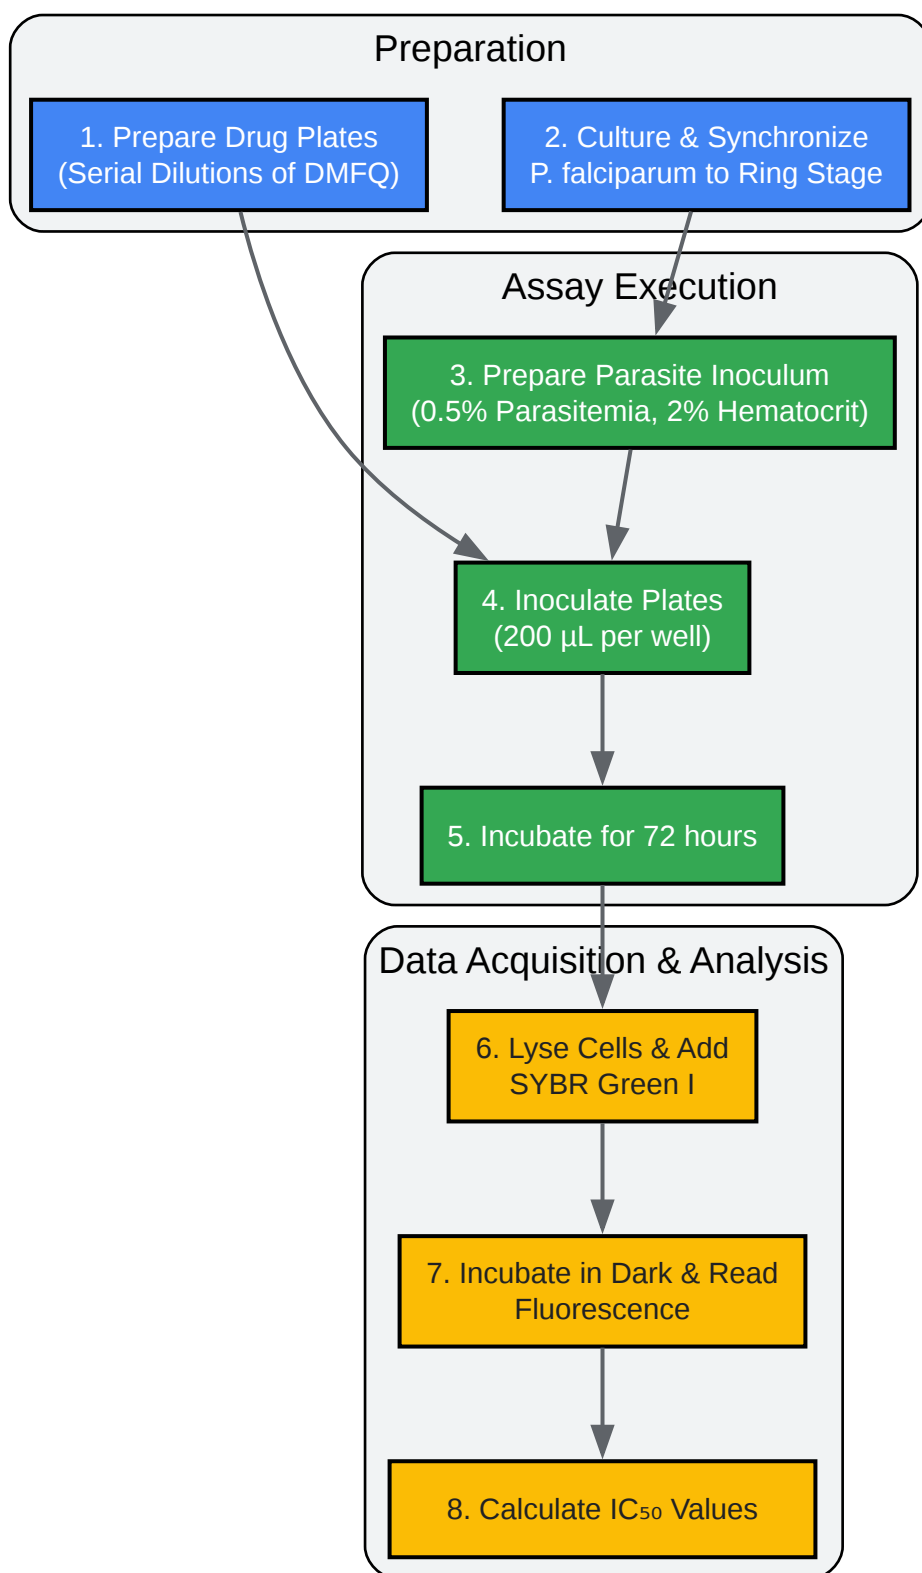 Preparation
1. Prepare Drug Plates
(Serial Dilutions of DMFQ)
2. Culture & Synchronize
P. falciparum to Ring Stage
Assay Execution
3. Prepare Parasite Inoculum
(0.5% Parasitemia, 2% Hematocrit)
4. Inoculate Plates
(200 µL per well)
5. Incubate for 72 hours
Data Acquisition & Analysis
6. Lyse Cells & Add
SYBR Green I
7. Incubate in Dark & Read
Fluorescence
8. Calculate IC₅₀ Values